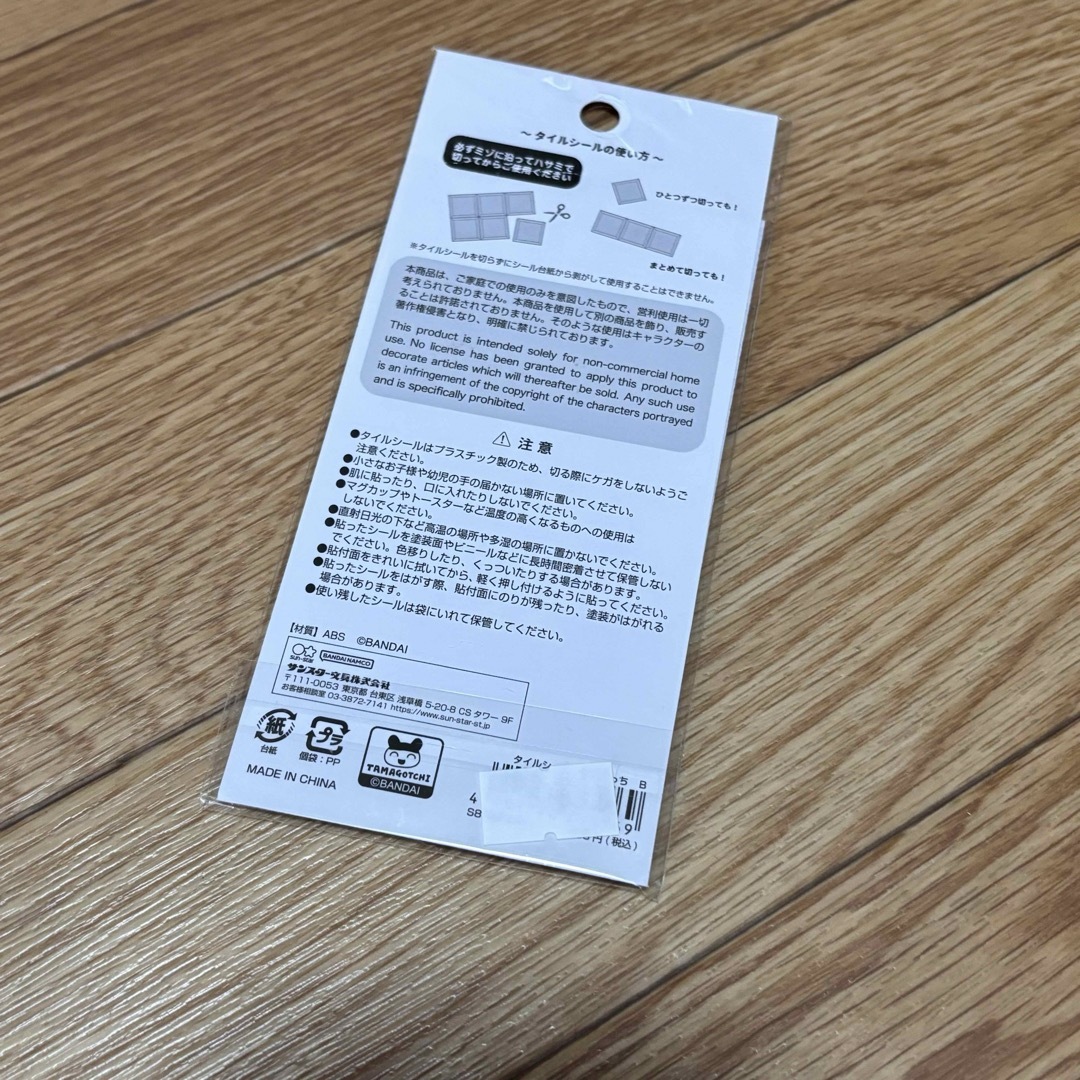 ～タイルシールの使い方～
必ずミゾに沿ってハサミで
切ってからご使用ください
ひとつずつ切っても！
まとめて切っても！
※タイルシールを切らずにシール台紙から剥がして使用することはできません。
本商品は、ご家庭での使用のみを意図したもので、営利使用は一切
考えられておりません。本商品を使用して別の商品を飾り、販売す
ることは許諾されておりません。そのような使用はキャラクターの
著作権侵害となり、明確に禁じられております。
This product is intended solely for non-commercial home
use. No license has been granted to apply this product to
decorate articles which will thereafter be sold. Any such use
is an infringement of the copyright of the characters portrayed
and is specifically prohibited.
⚠ 注意
●タイルシールはプラスチック製のため、切る際にケガをしないようご
注意ください。
●小さなお子様や幼児の手の届かない場所に置いてください。
●肌に貼ったり、口に入れたりしないでください。
●マグカップやトースターなど温度の高くなるものへの使用は
しないでください。
●直射日光の下など高温の場所や多湿の場所に置かないでください。
●貼ったシールを塗装面やビニールなどに長時間密着させて保管しない
でください。色移りしたり、くっついたりする場合があります。
●貼付面をきれいに拭いてから、軽く押し付けるように貼ってください。
●貼ったシールをはがす際、貼付面にのりが残ったり、塗装がはがれる
場合があります。
●使い残したシールは袋にいれて保管してください。
【材質】ABS ©BANDAI
sun-star BANDAI NAMCO
サンスター文具株式会社
〒111-0053 東京都 台東区 浅草橋 5-20-8 CS タワー 9F
お客様相談室 03-3872-7141 https://www.sun-star-st.jp
紙
台紙
プラ
個袋：PP
TAMAGOTCHI
©BANDAI
MADE IN CHINA
タイルシ
っち B
4
9
SB
円(税込)